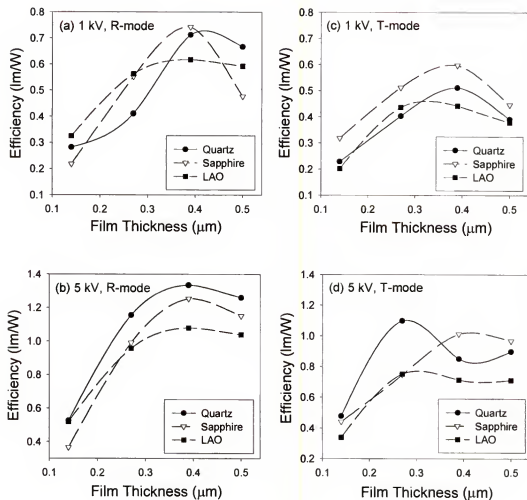 (a) 1 kV, R-mode
Efficiency (lm/W)
0.8
0.7
0.6
0.5
0.4
0.3
0.2
0.1
Quartz
Sapphire
LAO
0.1 0.2 0.3 0.4 0.5
Film Thickness (μm)
(c) 1 kV, T-mode
Efficiency (lm/W)
0.8
0.7
0.6
0.5
0.4
0.3
0.2
0.1
Quartz
Sapphire
LAO
0.1 0.2 0.3 0.4 0.5
Film Thickness (μm)
(b) 5 kV, R-mode
Efficiency (lm/W)
1.4
1.2
1.0
0.8
0.6
0.4
Quartz
Sapphire
LAO
0.1 0.2 0.3 0.4 0.5
Film Thickness (μm)
(d) 5 kV, T-mode
Efficiency (lm/W)
1.4
1.2
1.0
0.8
0.6
0.4
0.2
Quartz
Sapphire
LAO
0.1 0.2 0.3 0.4 0.5
Film Thickness (μm)